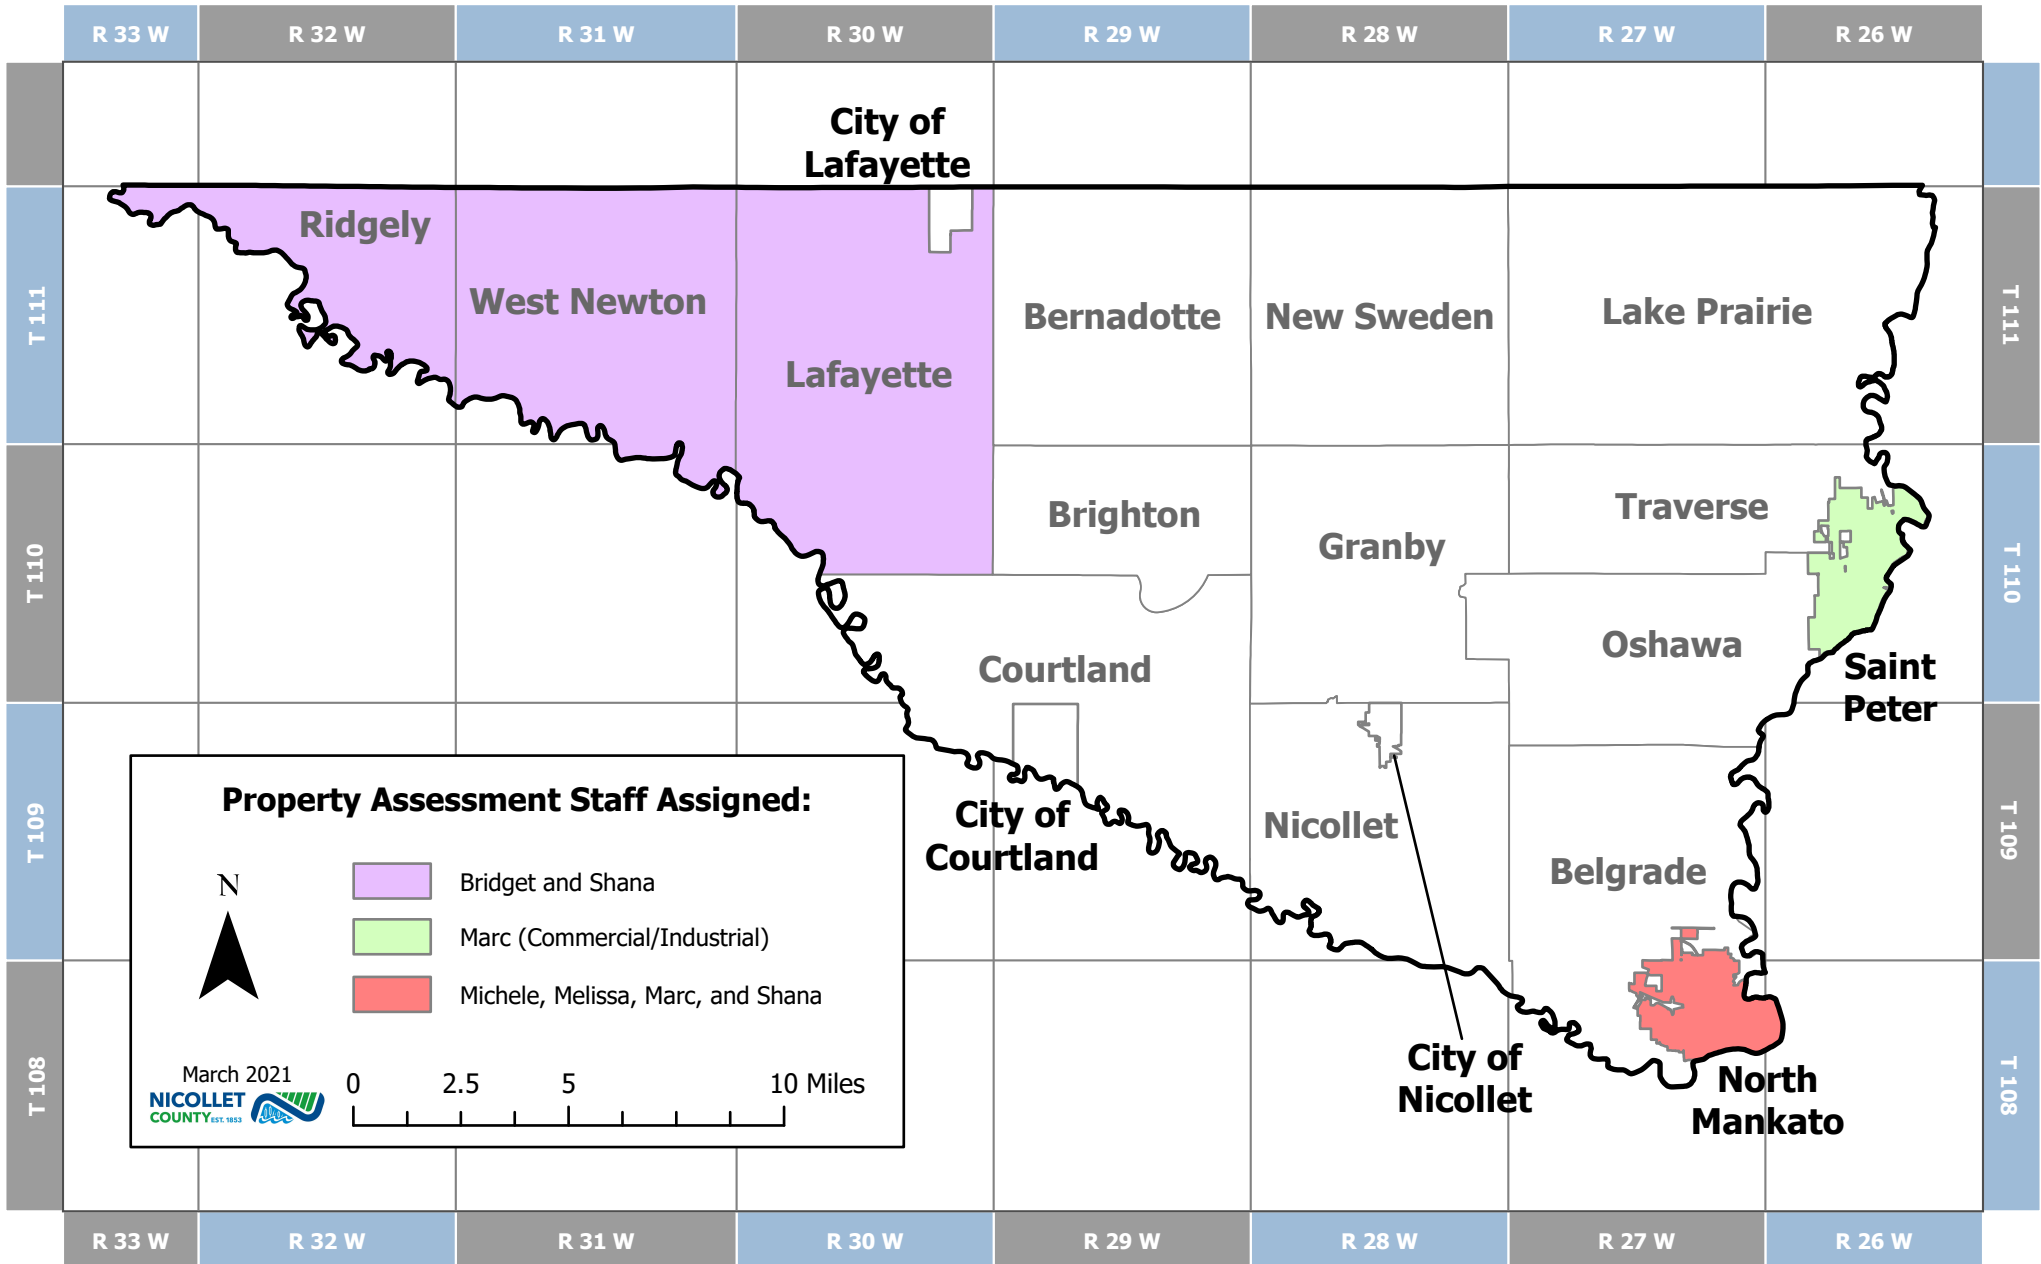 R 33 W
R 32 W
R 31 W
R 30 W
R 29 W
R 28 W
R 27 W
R 26 W
City of
Lafayette
Ridgely
West Newton
Lafayette
Bernadotte
New Sweden
Lake Prairie
T 111
T 111
Brighton
Traverse
Granby
T 110
T 110
Oshawa
Courtland
Saint
Peter
City of
Courtland
Nicollet
Belgrade
T 109
T 109
City of
Nicollet
North
Mankato
T 108
T 108
Property Assessment Staff Assigned:
N
Bridget and Shana
Marc (Commercial/Industrial)
Michele, Melissa, Marc, and Shana
March 2021
NICOLLET
COUNTY EST. 1853
0
2.5
5
10 Miles
R 33 W
R 32 W
R 31 W
R 30 W
R 29 W
R 28 W
R 27 W
R 26 W